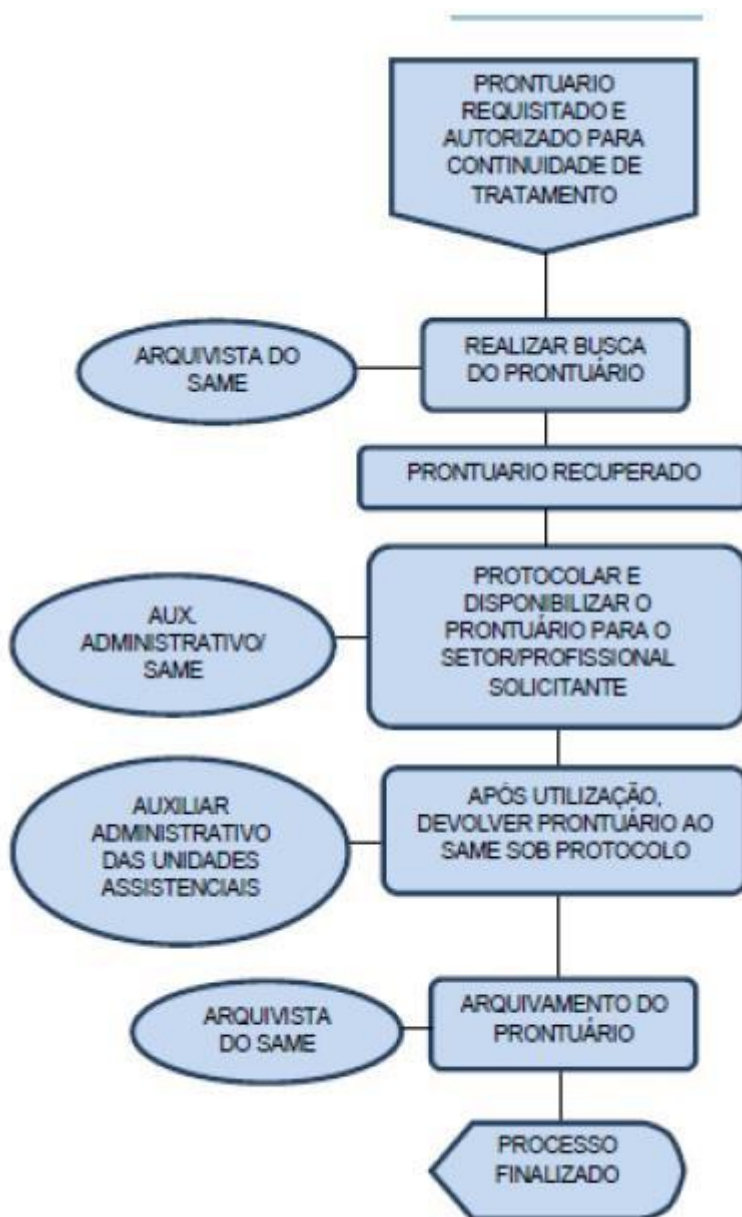 PRONTUARIO
REQUISITADO E
AUTORIZADO PARA
CONTINUIDADE DE
TRATAMENTO
ARQUIVISTA DO
SAME
REALIZAR BUSCA
DO PRONTUÁRIO
PRONTUARIO RECUPERADO
AUX.
ADMINISTRATIVO/
SAME
PROTOCOLAR E
DISPONIBILIZAR O
PRONTUÁRIO PARA O
SETOR/PROFISSIONAL
SOLICITANTE
AUXILIAR
ADMINISTRATIVO
DAS UNIDADES
ASSISTENCIAIS
APÓS UTILIZAÇÃO,
DEVOLVER PRONTUÁRIO AO
SAME SOB PROTOCOLO
ARQUIVISTA
DO SAME
ARQUIVAMENTO DO
PRONTUÁRIO
PROCESSO
FINALIZADO